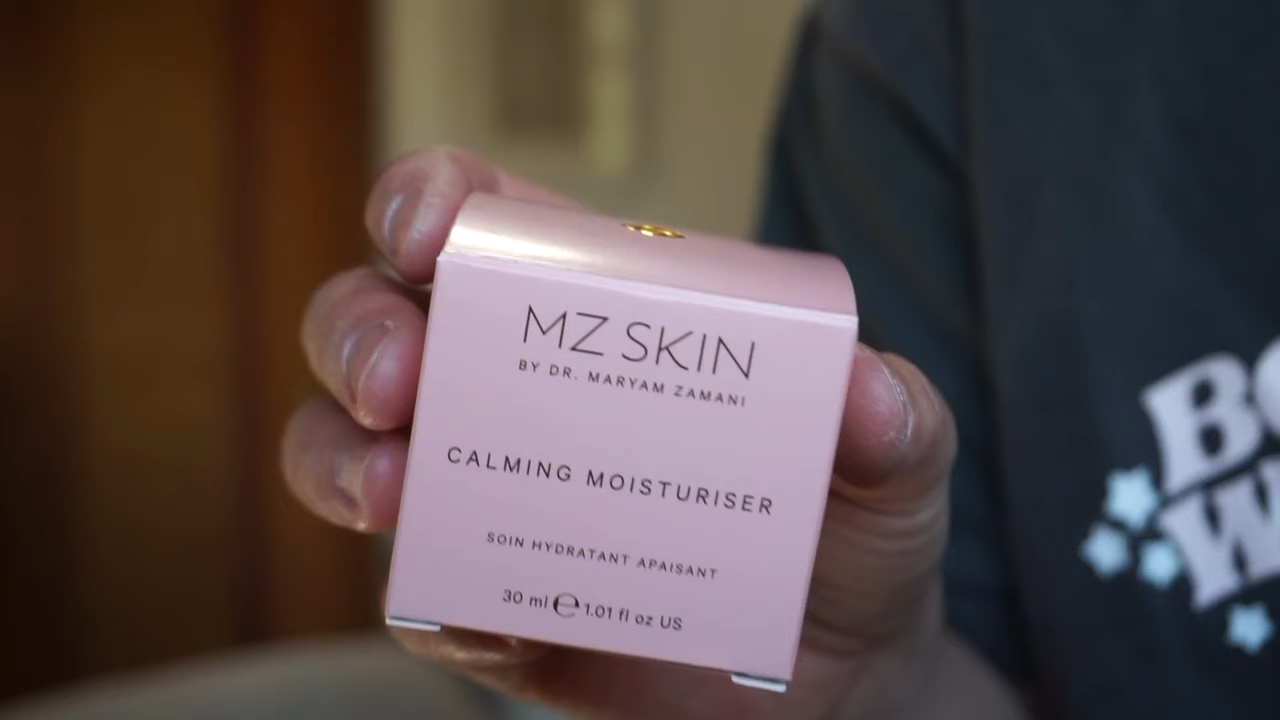 MZ SKIN
BY DR. MARYAM ZAMANI
CALMING MOISTURISER
SOIN HYDRATANT APAISANT
30 ml ℮ 1.01 fl oz US